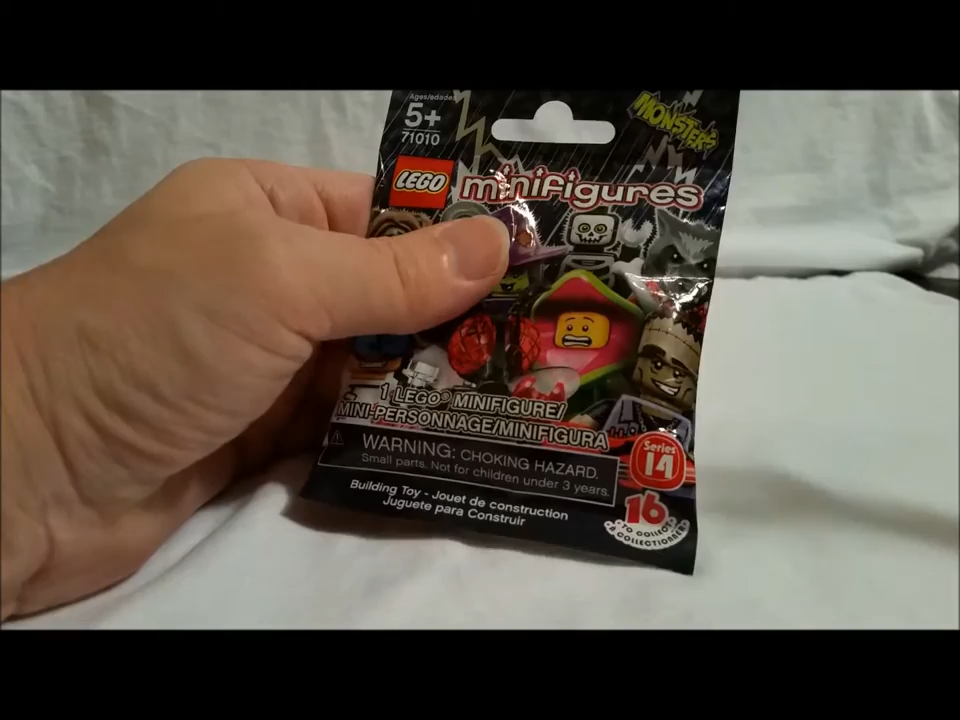 Ages/edades
5+
71010
MONSTERS
LEGO minifigures
1 LEGO® MINIFIGURE/
MINI-PERSONNAGE/MINIFIGURA
WARNING: CHOKING HAZARD.
Small parts. Not for children under 3 years.
Building Toy - Jouet de construction
Juguete para Construir
Series
14
16
TO COLLECT
À COLLECTIONNER